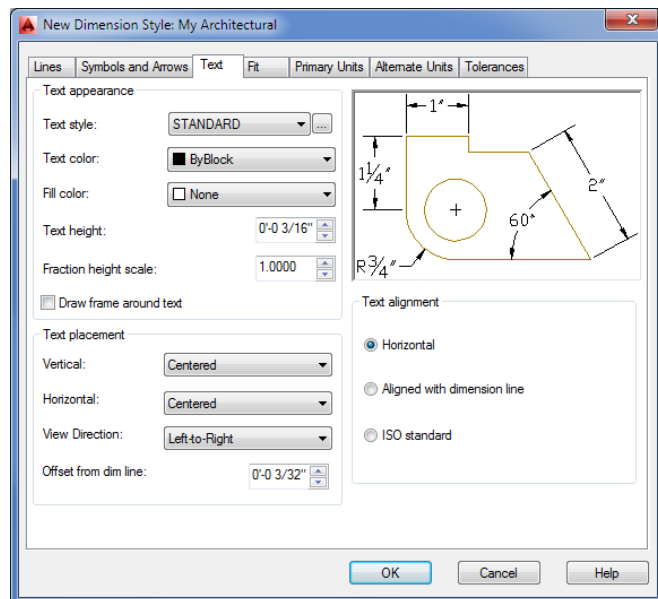 New Dimension Style: My Architectural
Lines Symbols and Arrows Text Fit Primary Units Alternate Units Tolerances
Text appearance
Text style: STANDARD ...
Text color: ByBlock
Fill color: None
Text height: 0'-0 3/16"
Fraction height scale: 1.0000
Draw frame around text
Text placement
Vertical: Centered
Horizontal: Centered
View Direction: Left-to-Right
Offset from dim line: 0'-0 3/32"
1"
1 1/4"
2"
60°
R 3/4"
Text alignment
Horizontal
Aligned with dimension line
ISO standard
OK Cancel Help